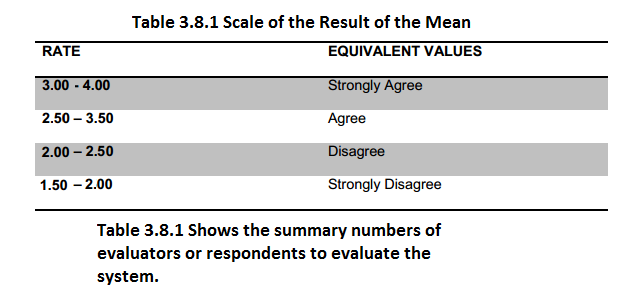 Table 3.8.1 Scale of the Result of the Mean
RATE EQUIVALENT VALUES
3.00 - 4.00 Strongly Agree
2.50 – 3.50 Agree
2.00 – 2.50 Disagree
1.50 – 2.00 Strongly Disagree
Table 3.8.1 Shows the summary numbers of
evaluators or respondents to evaluate the
system.